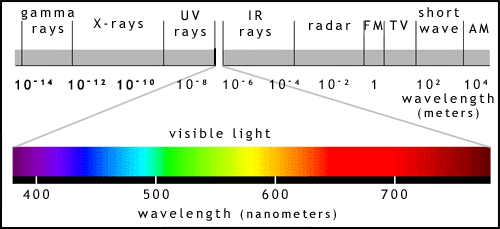 gamma rays X-rays UV rays IR rays radar FM TV short wave AM
10⁻¹⁴ 10⁻¹² 10⁻¹⁰ 10⁻⁸ 10⁻⁶ 10⁻⁴ 10⁻² 1 10² 10⁴
wavelength
(meters)
visible light
400 500 600 700
wavelength (nanometers)